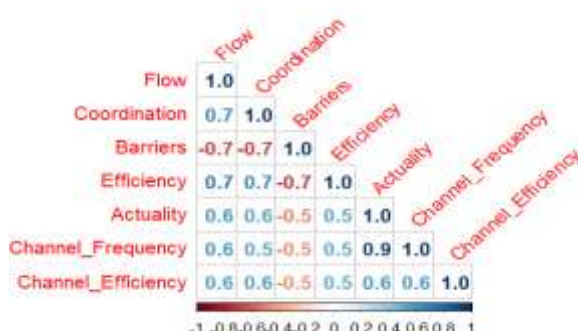 Flow
Coordination
Barriers
Efficiency
Actuality
Channel_Frequency
Channel_Efficiency
Flow 1.0
Coordination 0.7 1.0
Barriers -0.7 -0.7 1.0
Efficiency 0.7 0.7 -0.7 1.0
Actuality 0.6 0.6 -0.5 0.5 1.0
Channel_Frequency 0.6 0.5 -0.5 0.5 0.9 1.0
Channel_Efficiency 0.6 0.6 -0.5 0.5 0.6 0.6 1.0
-1 -0.8-0.6-0.4-0.2 0 0.2 0.4 0.6 0.8 1